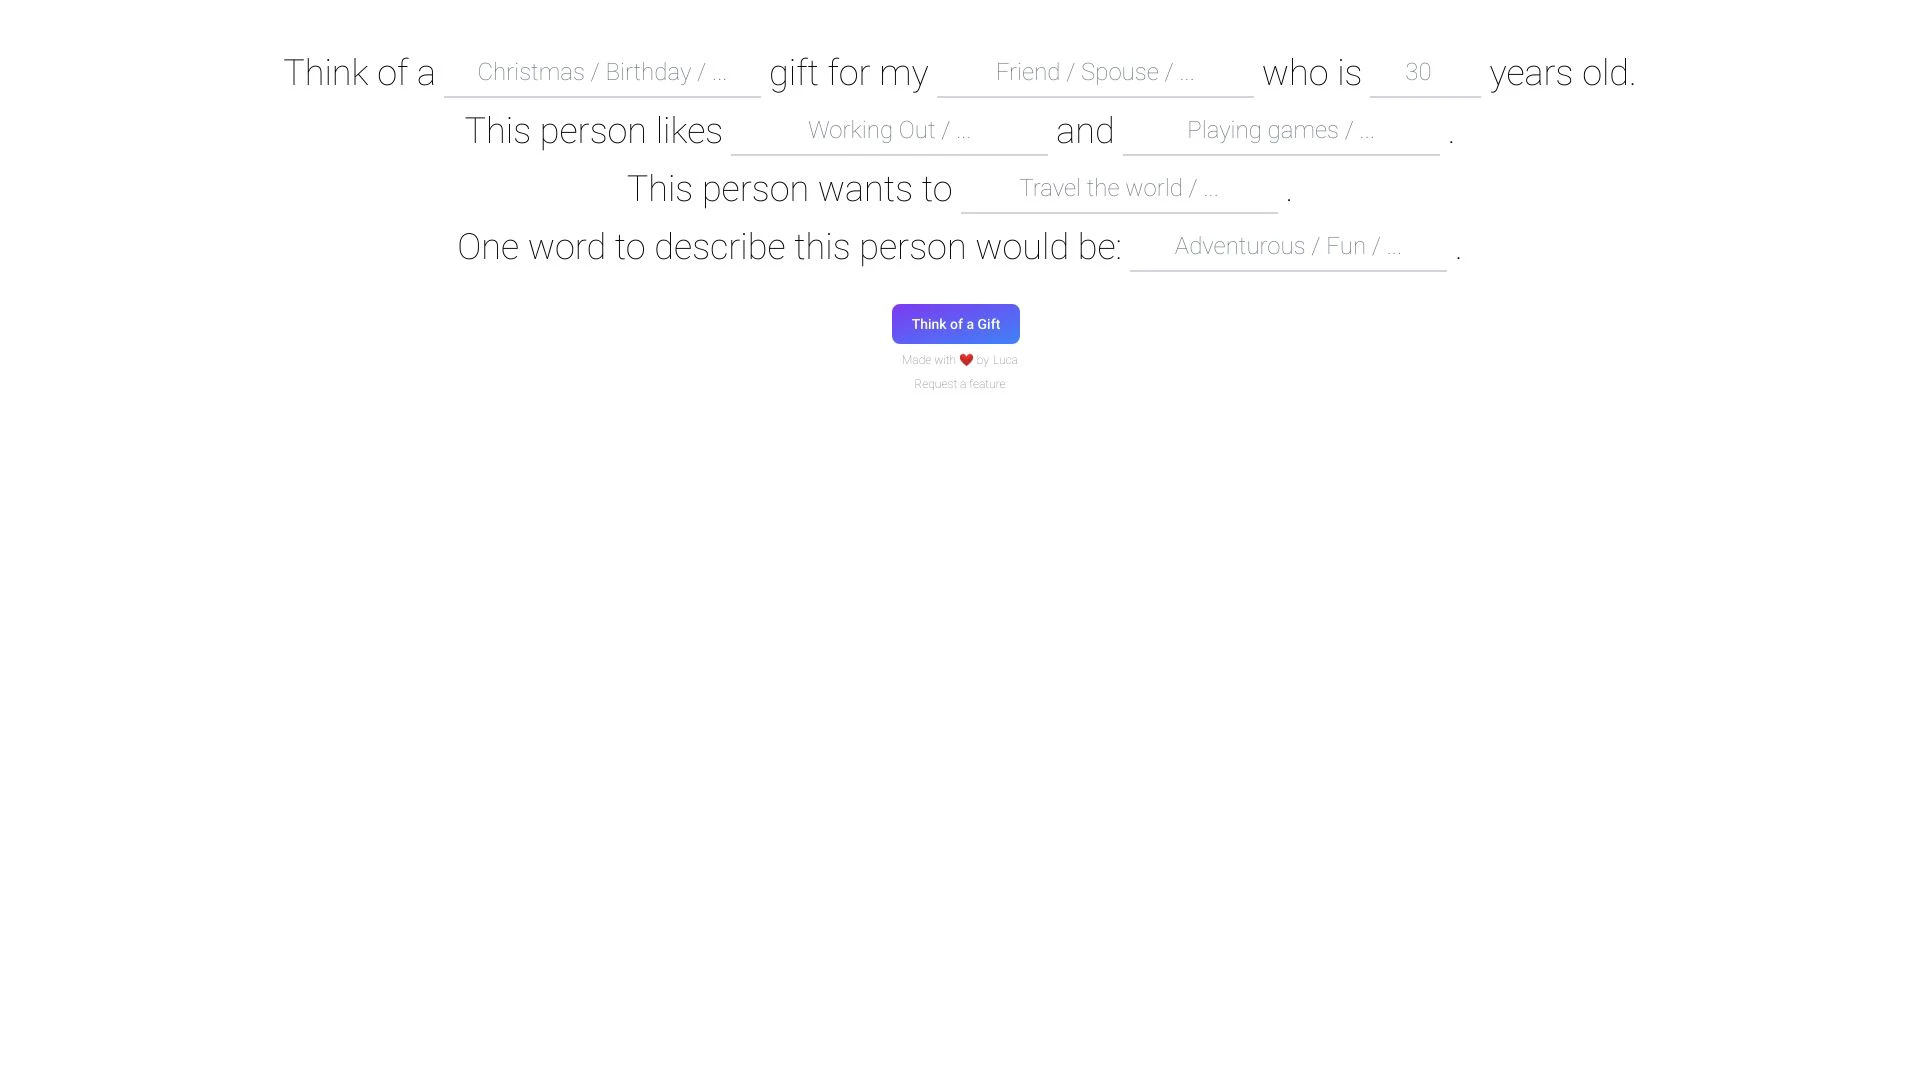 Think of a Christmas / Birthday / ... gift for my Friend / Spouse / ... who is 30 years old.
This person likes Working Out / ... and Playing games / ... .
This person wants to Travel the world / ... .
One word to describe this person would be: Adventurous / Fun / ... .
Think of a Gift
Made with ❤️ by Luca
Request a feature